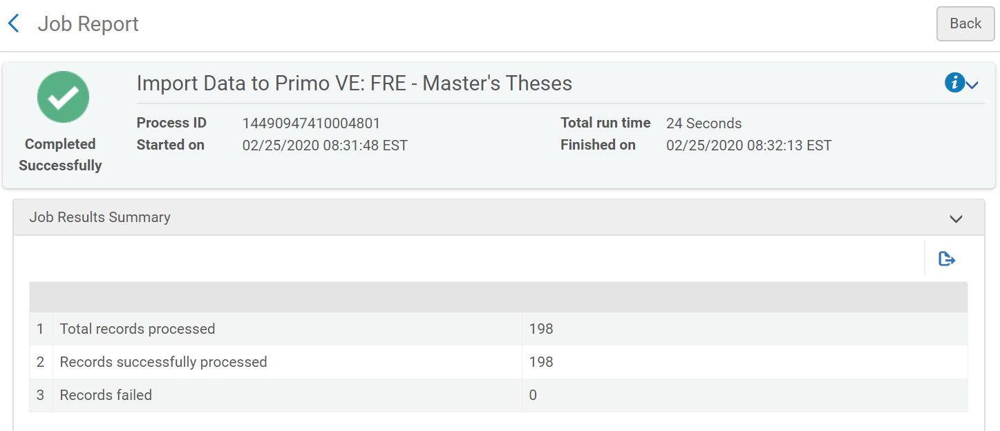 Job Report
Back
Import Data to Primo VE: FRE - Master's Theses
Completed
Successfully
Process ID 14490947410004801
Total run time 24 Seconds
Started on 02/25/2020 08:31:48 EST
Finished on 02/25/2020 08:32:13 EST
Job Results Summary
1 Total records processed 198
2 Records successfully processed 198
3 Records failed 0